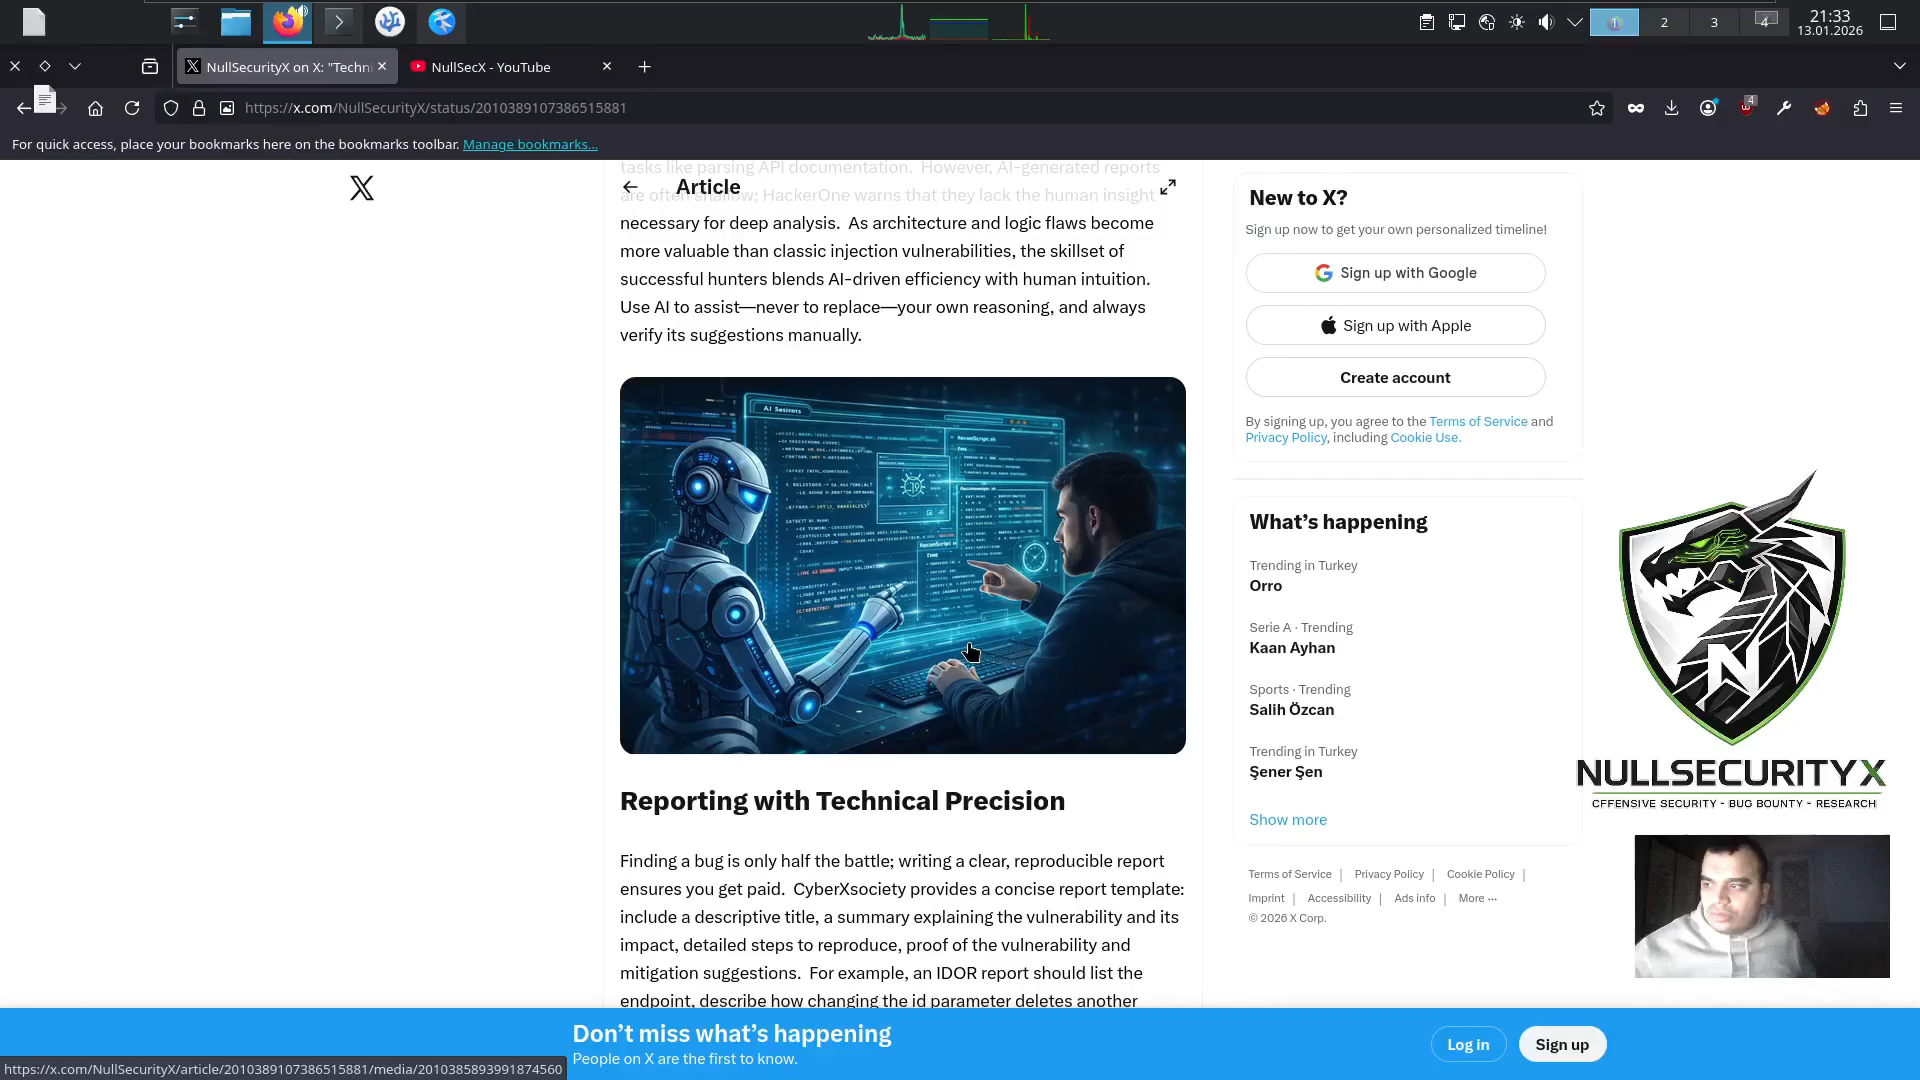 21:33
13.01.2026
1
2
3
4
NullSecurityX on X: "Techni
NullSecX - YouTube
https://x.com/NullSecurityX/status/2010389107386515881
4
For quick access, place your bookmarks here on the bookmarks toolbar. Manage bookmarks...
tasks like parsing API documentation.  However, AI-generated reports
Article
are often shallow; HackerOne warns that they lack the human insight
necessary for deep analysis.  As architecture and logic flaws become
more valuable than classic injection vulnerabilities, the skillset of
successful hunters blends AI-driven efficiency with human intuition.
Use AI to assist—never to replace—your own reasoning, and always
verify its suggestions manually.
ReconScript.sh
Reporting with Technical Precision
Finding a bug is only half the battle; writing a clear, reproducible report
ensures you get paid.  CyberXsociety provides a concise report template:
include a descriptive title, a summary explaining the vulnerability and its
impact, detailed steps to reproduce, proof of the vulnerability and
mitigation suggestions.  For example, an IDOR report should list the
endpoint, describe how changing the id parameter deletes another
New to X?
Sign up now to get your own personalized timeline!
Sign up with Google
Sign up with Apple
Create account
By signing up, you agree to the Terms of Service and
Privacy Policy, including Cookie Use.
What's happening
Trending in Turkey
Orro
Serie A · Trending
Kaan Ayhan
Sports · Trending
Salih Özcan
Trending in Turkey
Şener Şen
Show more
Terms of Service | Privacy Policy | Cookie Policy |
Imprint | Accessibility | Ads info | More ···
© 2026 X Corp.
N
NULLSECURITYX
OFFENSIVE SECURITY - BUG BOUNTY - RESEARCH
Don't miss what's happening
People on X are the first to know.
Log in
Sign up
https://x.com/NullSecurityX/article/2010389107386515881/media/2010385893991874560